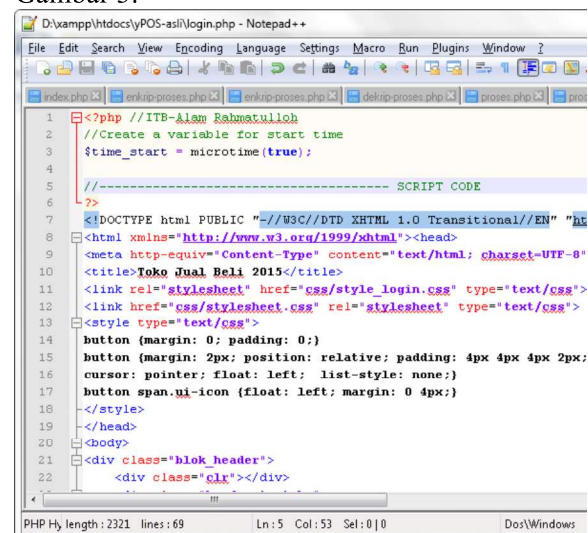 D:\xampp\htdocs\yPOS-asli\login.php - Notepad++
File Edit Search View Encoding Language Settings Macro Run Plugins Window ?
index.php enkrip-proses.php enkrip-proses.php dekrip-proses.php proses.php
1 <?php //ITB-Alam Rahmatulloh
2 //Create a variable for start time
3 $time_start = microtime(true);
4
5 //------------------------------------- SCRIPT CODE
6 ?>
7 <!DOCTYPE html PUBLIC "-//W3C//DTD XHTML 1.0 Transitional//EN" "ht
8 <html xmlns="http://www.w3.org/1999/xhtml"><head>
9 <meta http-equiv="Content-Type" content="text/html; charset=UTF-8"
10 <title>Toko Jual Beli 2015</title>
11 <link rel="stylesheet" href="css/style_login.css" type="text/css">
12 <link href="css/stylesheet.css" rel="stylesheet" type="text/css">
13 <style type="text/css">
14 button {margin: 0; padding: 0;}
15 button {margin: 2px; position: relative; padding: 4px 4px 4px 2px;
16 cursor: pointer; float: left;  list-style: none;}
17 button span.ui-icon {float: left; margin: 0 4px;}
18 </style>
19 </head>
20 <body>
21 <div class="blok_header">
22 <div class="clr"></div>
PHP Hy length : 2321 lines : 69 Ln : 5 Col : 53 Sel : 0 | 0 Dos\Windows